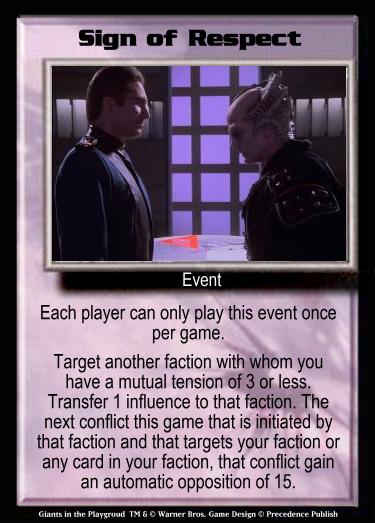 Sign of Respect
Event
Each player can only play this event once
per game.
Target another faction with whom you
have a mutual tension of 3 or less.
Transfer 1 influence to that faction. The
next conflict this game that is initiated by
that faction and that targets your faction or
any card in your faction, that conflict gain
an automatic opposition of 15.
Giants in the Playgroud TM & © Warner Bros. Game Design © Precedence Publish